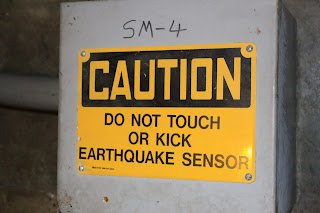 SM-4
CAUTION
DO NOT TOUCH
OR KICK
EARTHQUAKE SENSOR